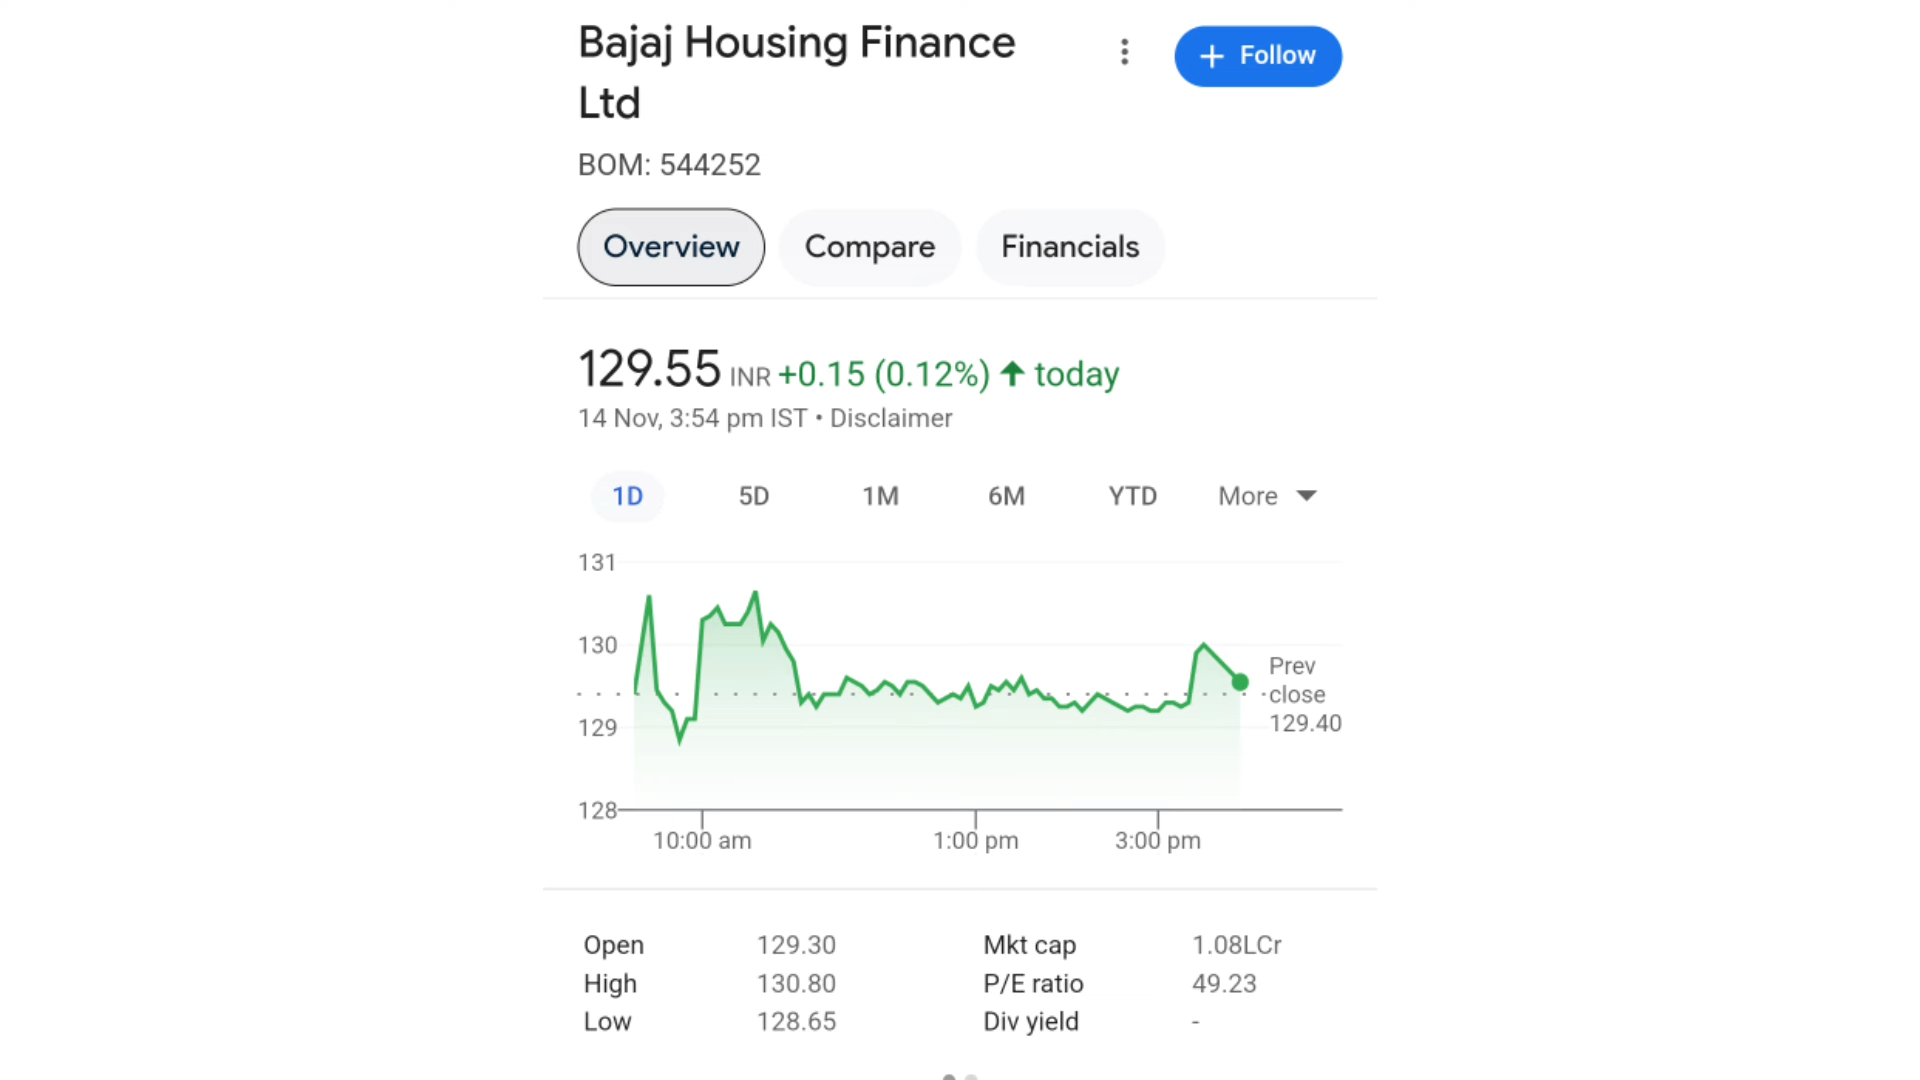 Bajaj Housing Finance
Ltd
+ Follow
BOM: 544252
Overview
Compare
Financials
129.55 INR +0.15 (0.12%) ↑ today
14 Nov, 3:54 pm IST • Disclaimer
1D
5D
1M
6M
YTD
More
131
130
129
128
Prev
close
129.40
10:00 am
1:00 pm
3:00 pm
Open 129.30
High 130.80
Low 128.65
Mkt cap 1.08LCr
P/E ratio 49.23
Div yield -